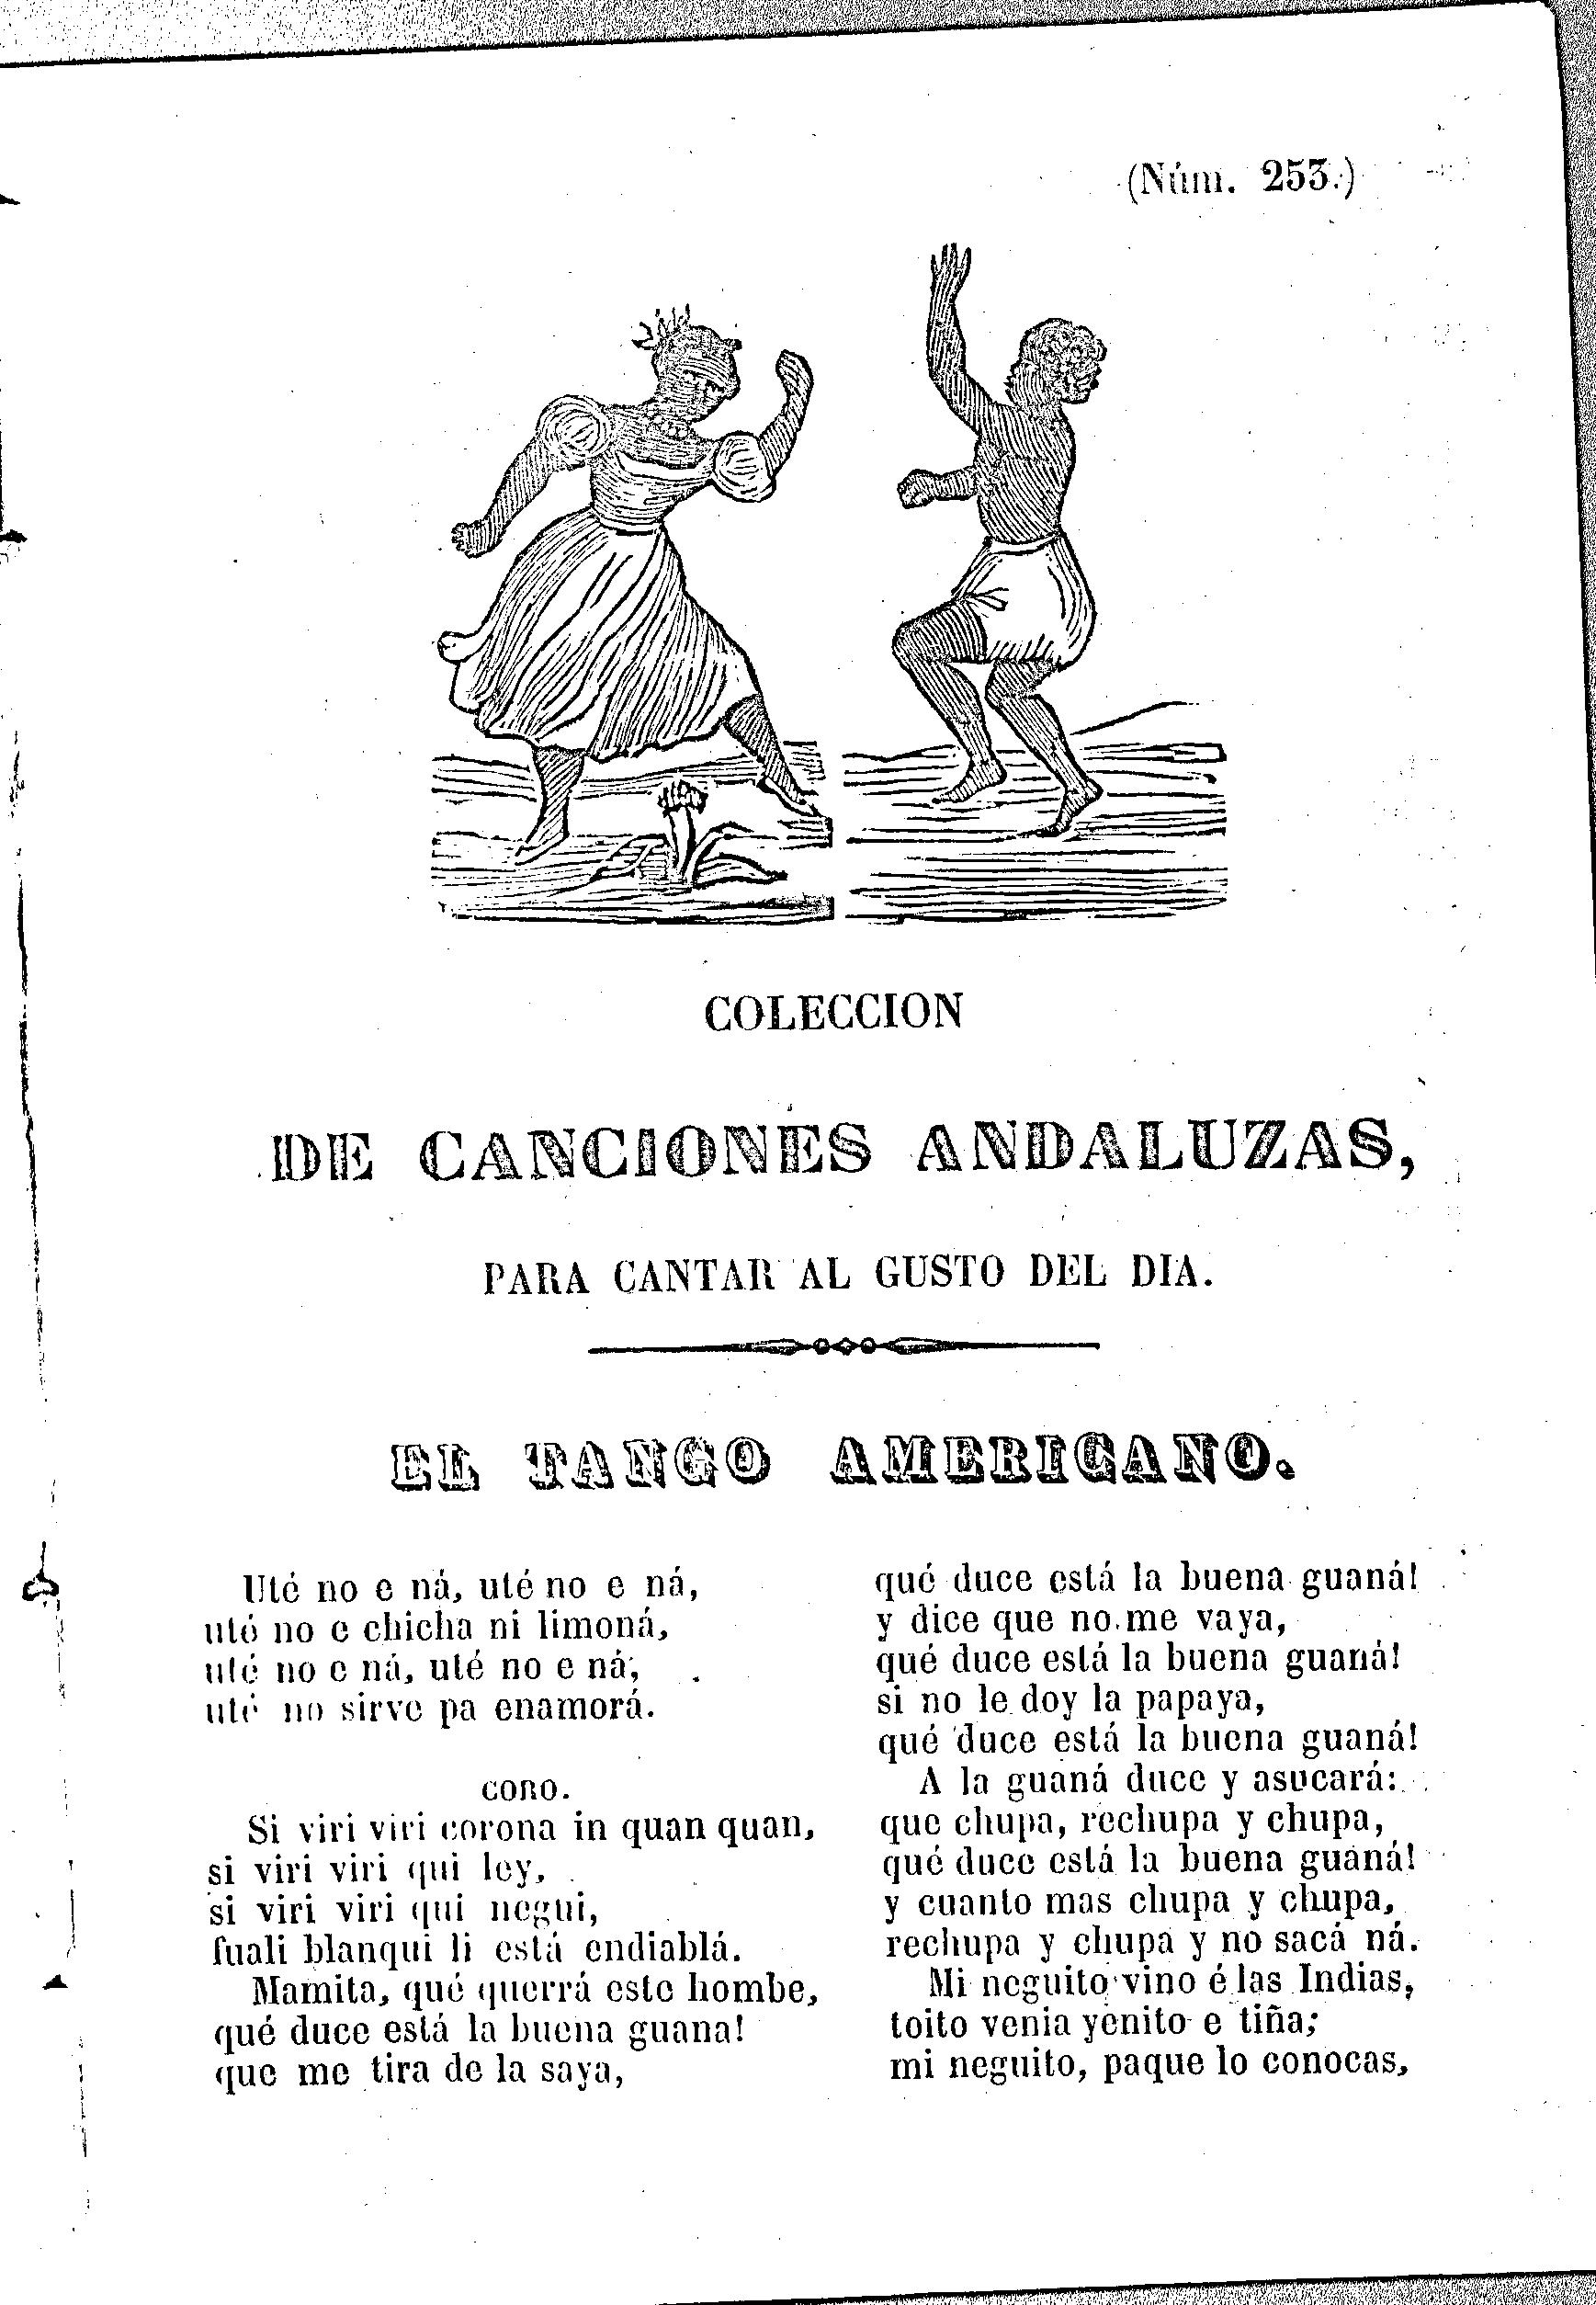 (Núm. 253.)
COLECCION
DE CANCIONES ANDALUZAS,
PARA CANTAR AL GUSTO DEL DIA.
EL TANGO AMERICANO.
Uté no e ná, uté no e ná,
uté no e chicha ni limoná,
uté no e ná, uté no e ná;
uté no sirve pa enamorá.
CORO.
Si viri viri corona in quan quan,
si viri viri qui ley,
si viri viri qui negui,
fuali blanqui li está endiablá.
Mamita, qué querrá este hombe,
qué duce está la buena guana!
que me tira de la saya,
qué duce está la buena guaná!
y dice que no me vaya,
qué duce está la buena guaná!
si no le doy la papaya,
qué duce está la buena guaná!
A la guaná duce y asucará:
que chupa, rechupa y chupa,
qué duce está la buena guaná!
y cuanto mas chupa y chupa,
rechupa y chupa y no sacá ná.
Mi neguito vino é las Indias,
toito venia yenito e tiña;
mi neguito, paque lo conocas,